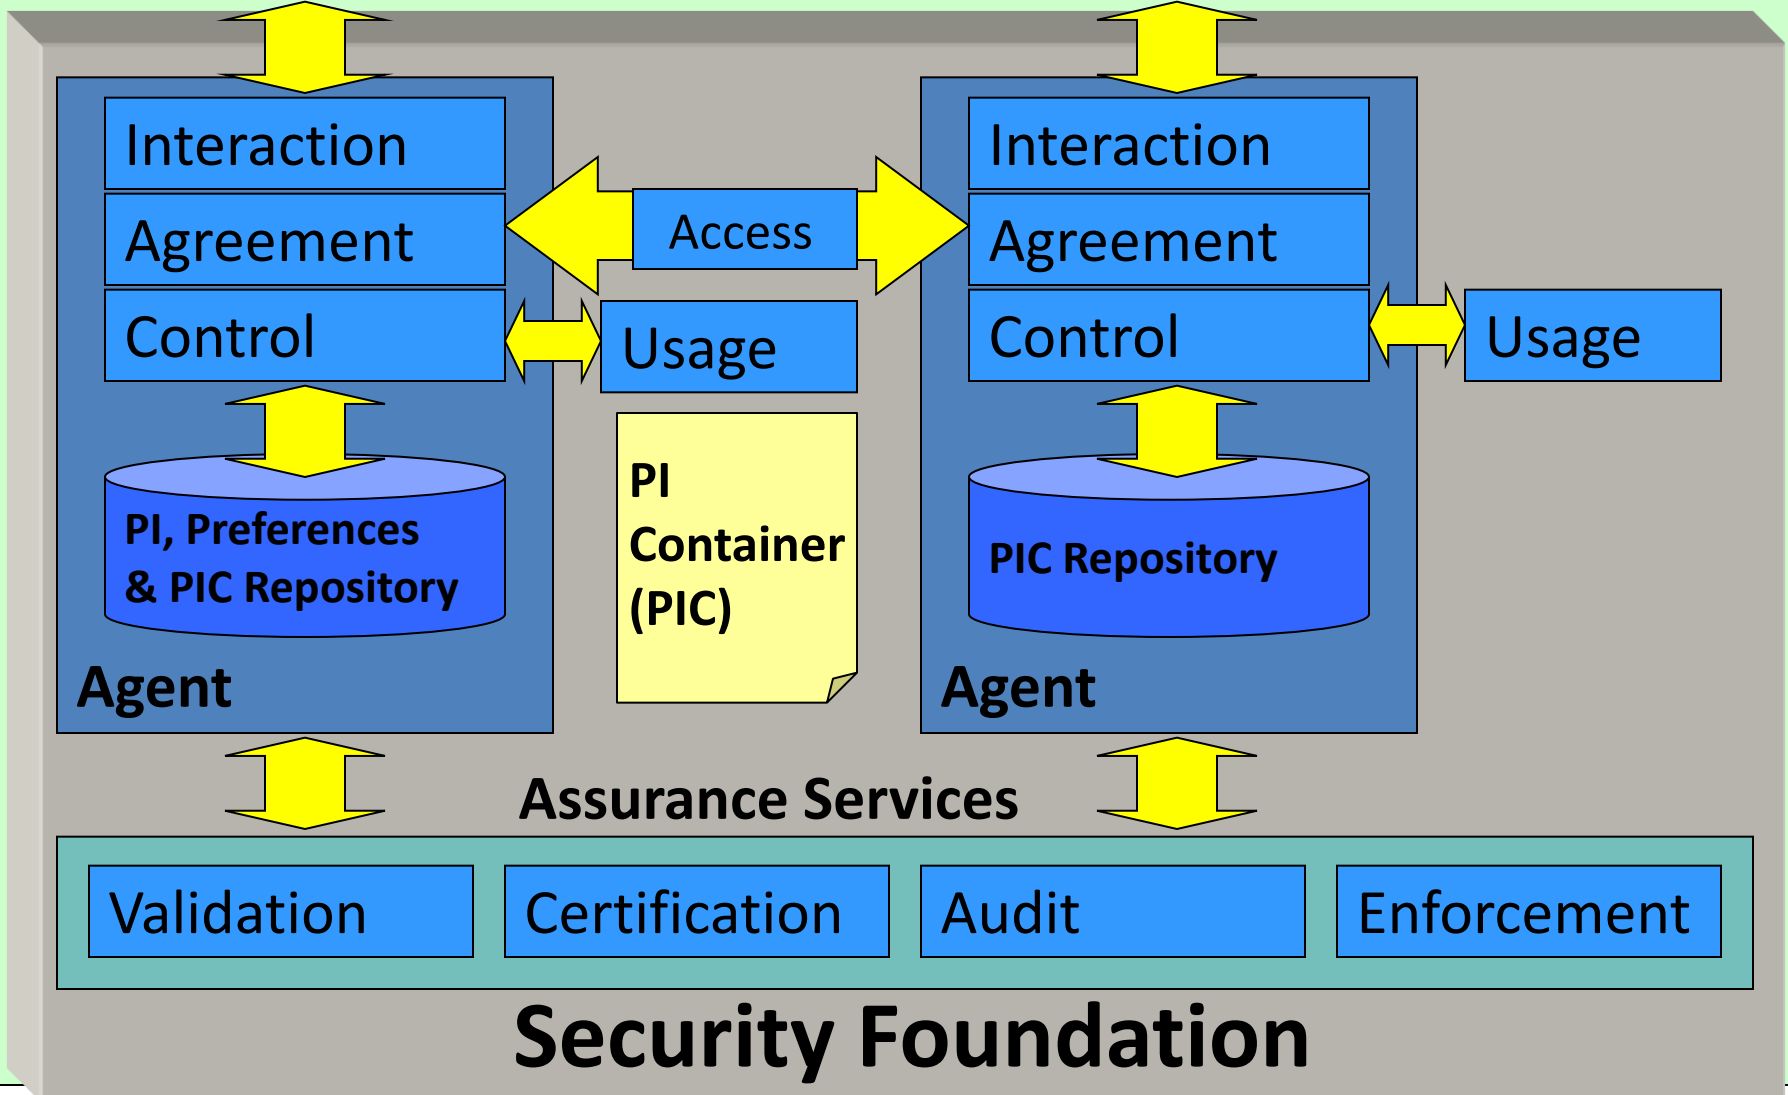 Interaction
Agreement
Control
PI, Preferences
& PIC Repository
Agent
Access
Usage
PI
Container
(PIC)
Interaction
Agreement
Control
PIC Repository
Agent
Usage
Assurance Services
Validation
Certification
Audit
Enforcement
Security Foundation